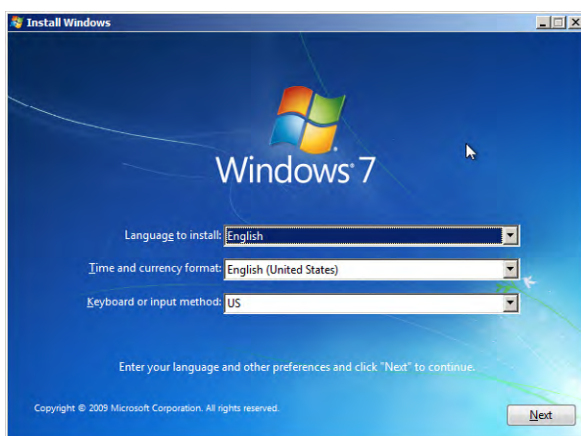 Install Windows
Windows 7
Language to install: English
Time and currency format: English (United States)
Keyboard or input method: US
Enter your language and other preferences and click "Next" to continue.
Copyright © 2009 Microsoft Corporation. All rights reserved.
Next